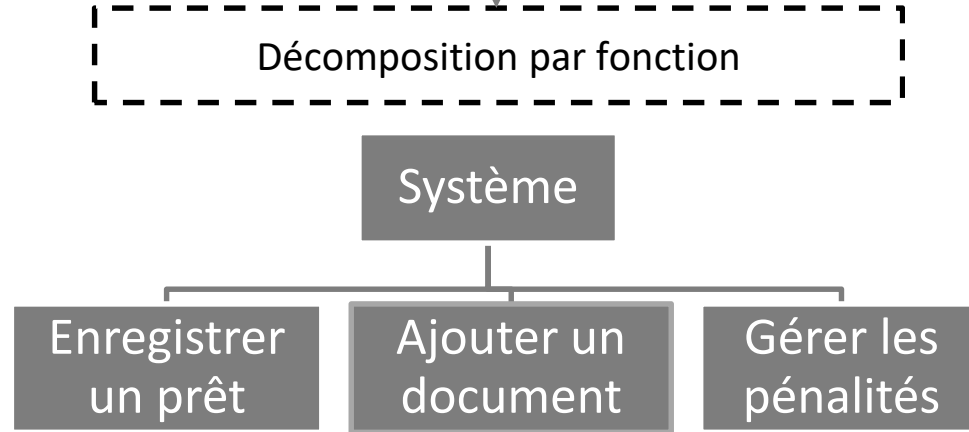 Décomposition par fonction
Système
Enregistrer
un prêt
Ajouter un
document
Gérer les
pénalités